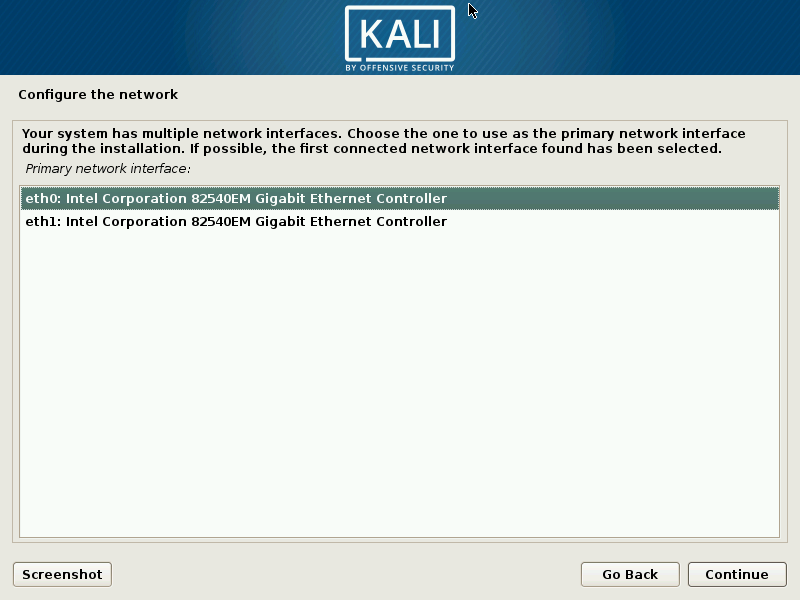 KALI
BY OFFENSIVE SECURITY
Configure the network
Your system has multiple network interfaces. Choose the one to use as the primary network interface
during the installation. If possible, the first connected network interface found has been selected.
Primary network interface:
eth0: Intel Corporation 82540EM Gigabit Ethernet Controller
eth1: Intel Corporation 82540EM Gigabit Ethernet Controller
Screenshot
Go Back
Continue